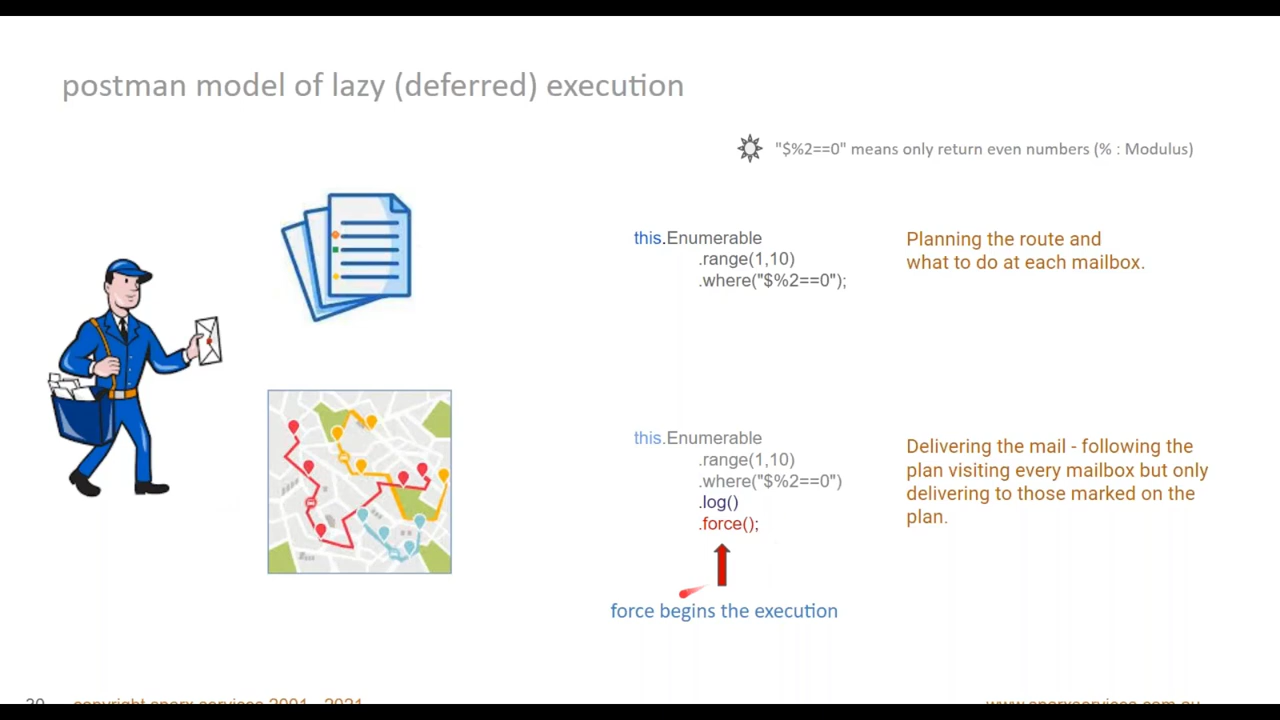 postman model of lazy (deferred) execution
"$%2==0" means only return even numbers (% : Modulus)
this.Enumerable
.range(1,10)
.where("$%2==0");
Planning the route and
what to do at each mailbox.
this.Enumerable
.range(1,10)
.where("$%2==0")
.log()
.force();
Delivering the mail - following the
plan visiting every mailbox but only
delivering to those marked on the
plan.
force begins the execution
copyright sparx services 2001 - 2021
www.sparxservices.com.au